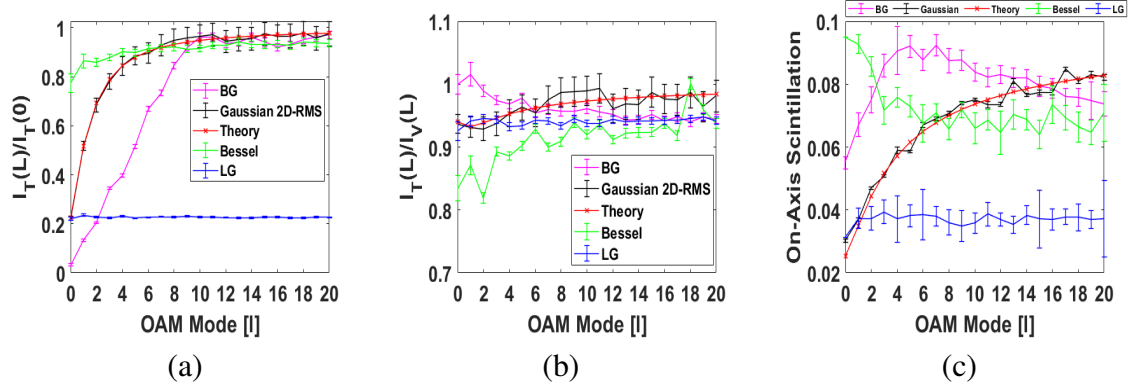 I_T(L)/I_T(0)
1
0.8
0.6
0.4
0.2
0
0 2 4 6 8 10 12 14 16 18 20
OAM Mode [l]
BG
Gaussian 2D-RMS
Theory
Bessel
LG
(a)
I_T(L)/I_V(L)
1.1
1
0.9
0.8
0.7
0 2 4 6 8 10 12 14 16 18 20
OAM Mode [l]
BG
Gaussian 2D-RMS
Theory
Bessel
LG
(b)
BG Gaussian Theory Bessel LG
On-Axis Scintillation
0.1
0.08
0.06
0.04
0.02
0 2 4 6 8 10 12 14 16 18 20
OAM Mode [l]
(c)